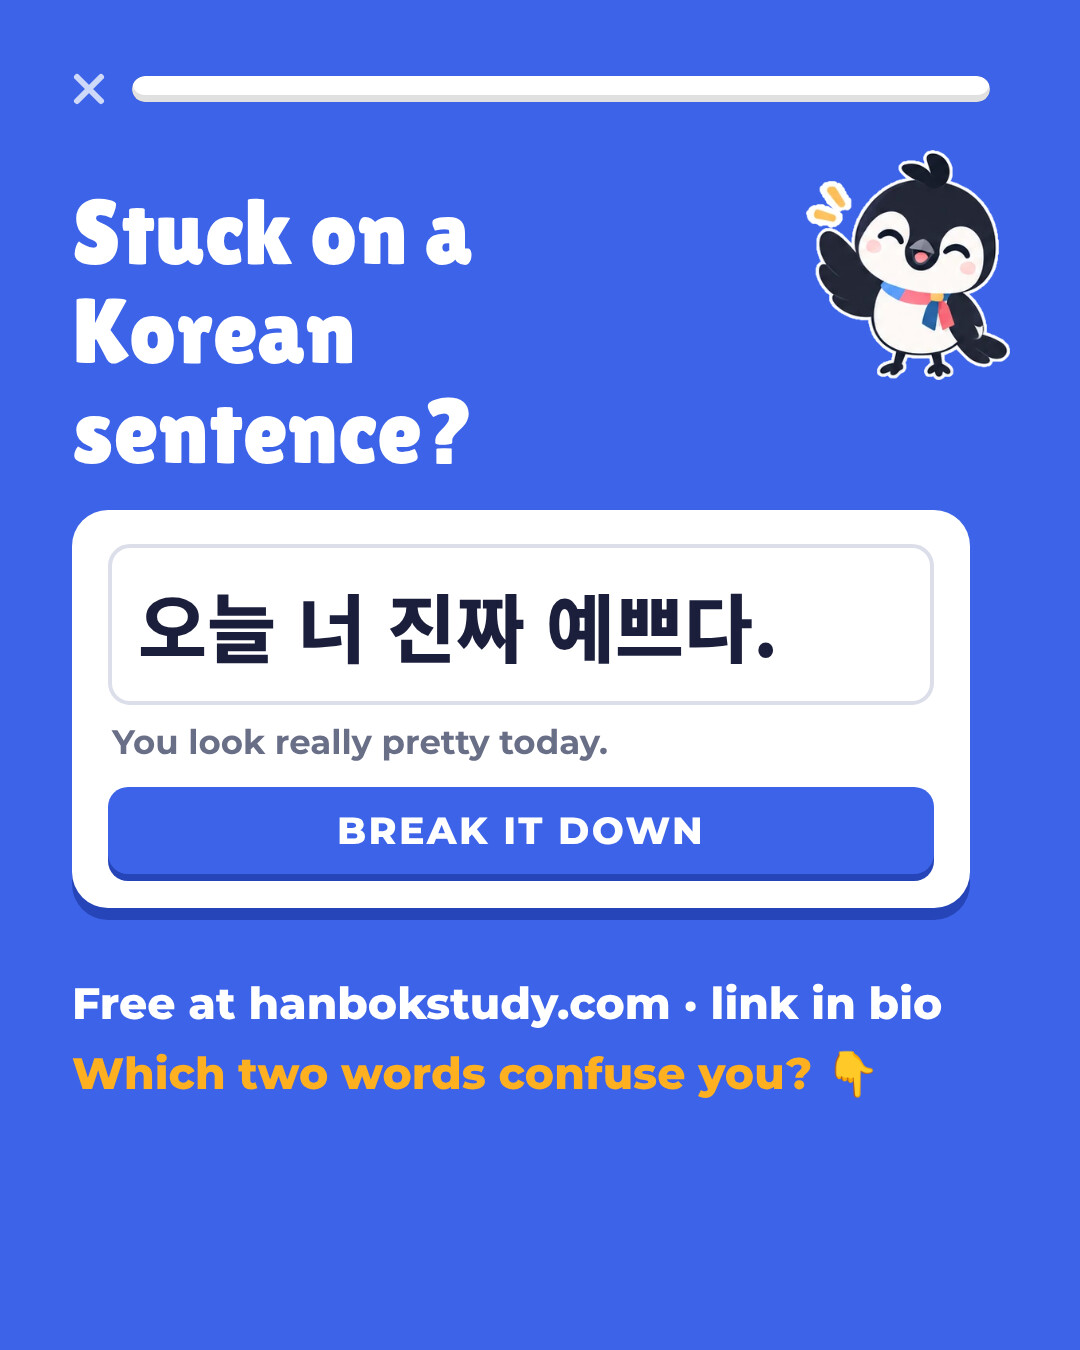 Stuck on a
Korean
sentence?
오늘 너 진짜 예쁘다.
You look really pretty today.
BREAK IT DOWN
Free at hanbokstudy.com · link in bio
Which two words confuse you? 👇